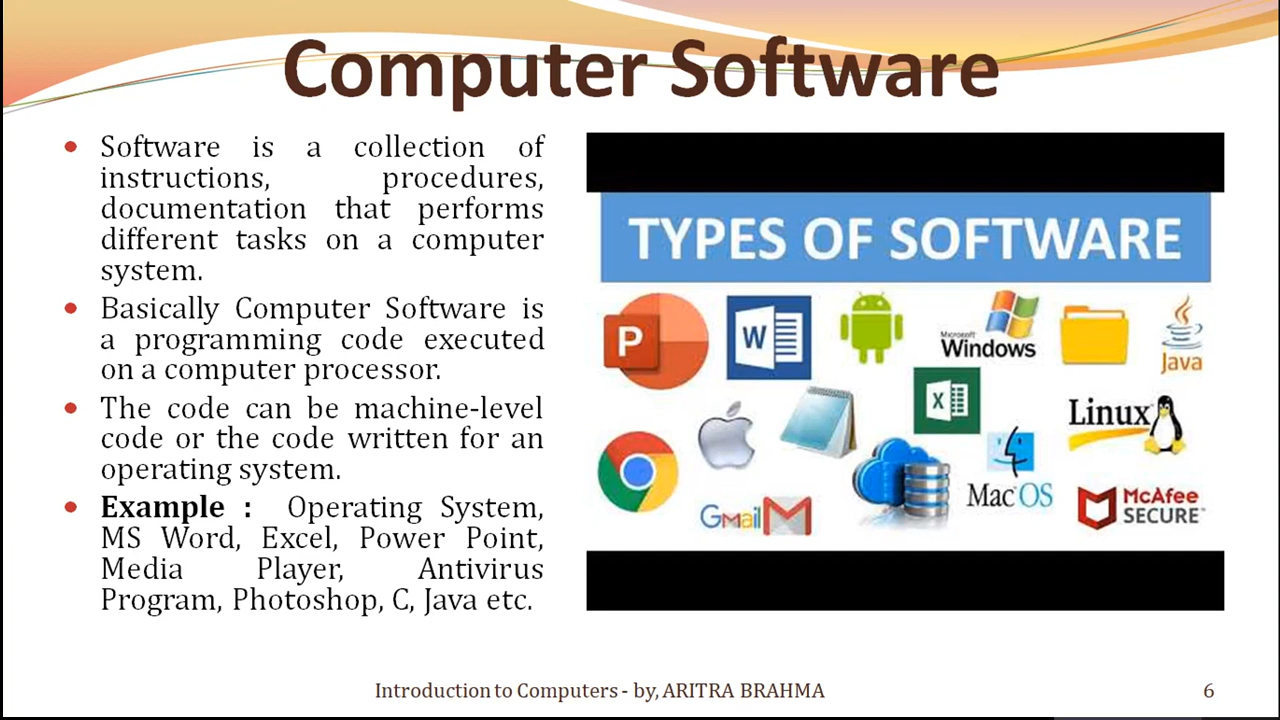 Computer Software
Software is a collection of
instructions, procedures,
documentation that performs
different tasks on a computer
system.
Basically Computer Software is
a programming code executed
on a computer processor.
The code can be machine-level
code or the code written for an
operating system.
Example : Operating System,
MS Word, Excel, Power Point,
Media Player, Antivirus
Program, Photoshop, C, Java etc.
TYPES OF SOFTWARE
P
W
Microsoft
Windows
Java
X
Linux
Gmail
Mac OS
McAfee
SECURE
Introduction to Computers - by, ARITRA BRAHMA
6